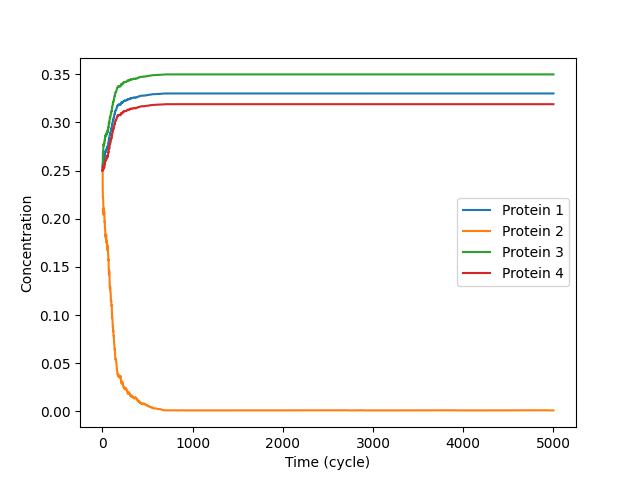 0.35
0.30
0.25
0.20
0.15
0.10
0.05
0.00
Concentration
0 1000 2000 3000 4000 5000
Time (cycle)
Protein 1
Protein 2
Protein 3
Protein 4